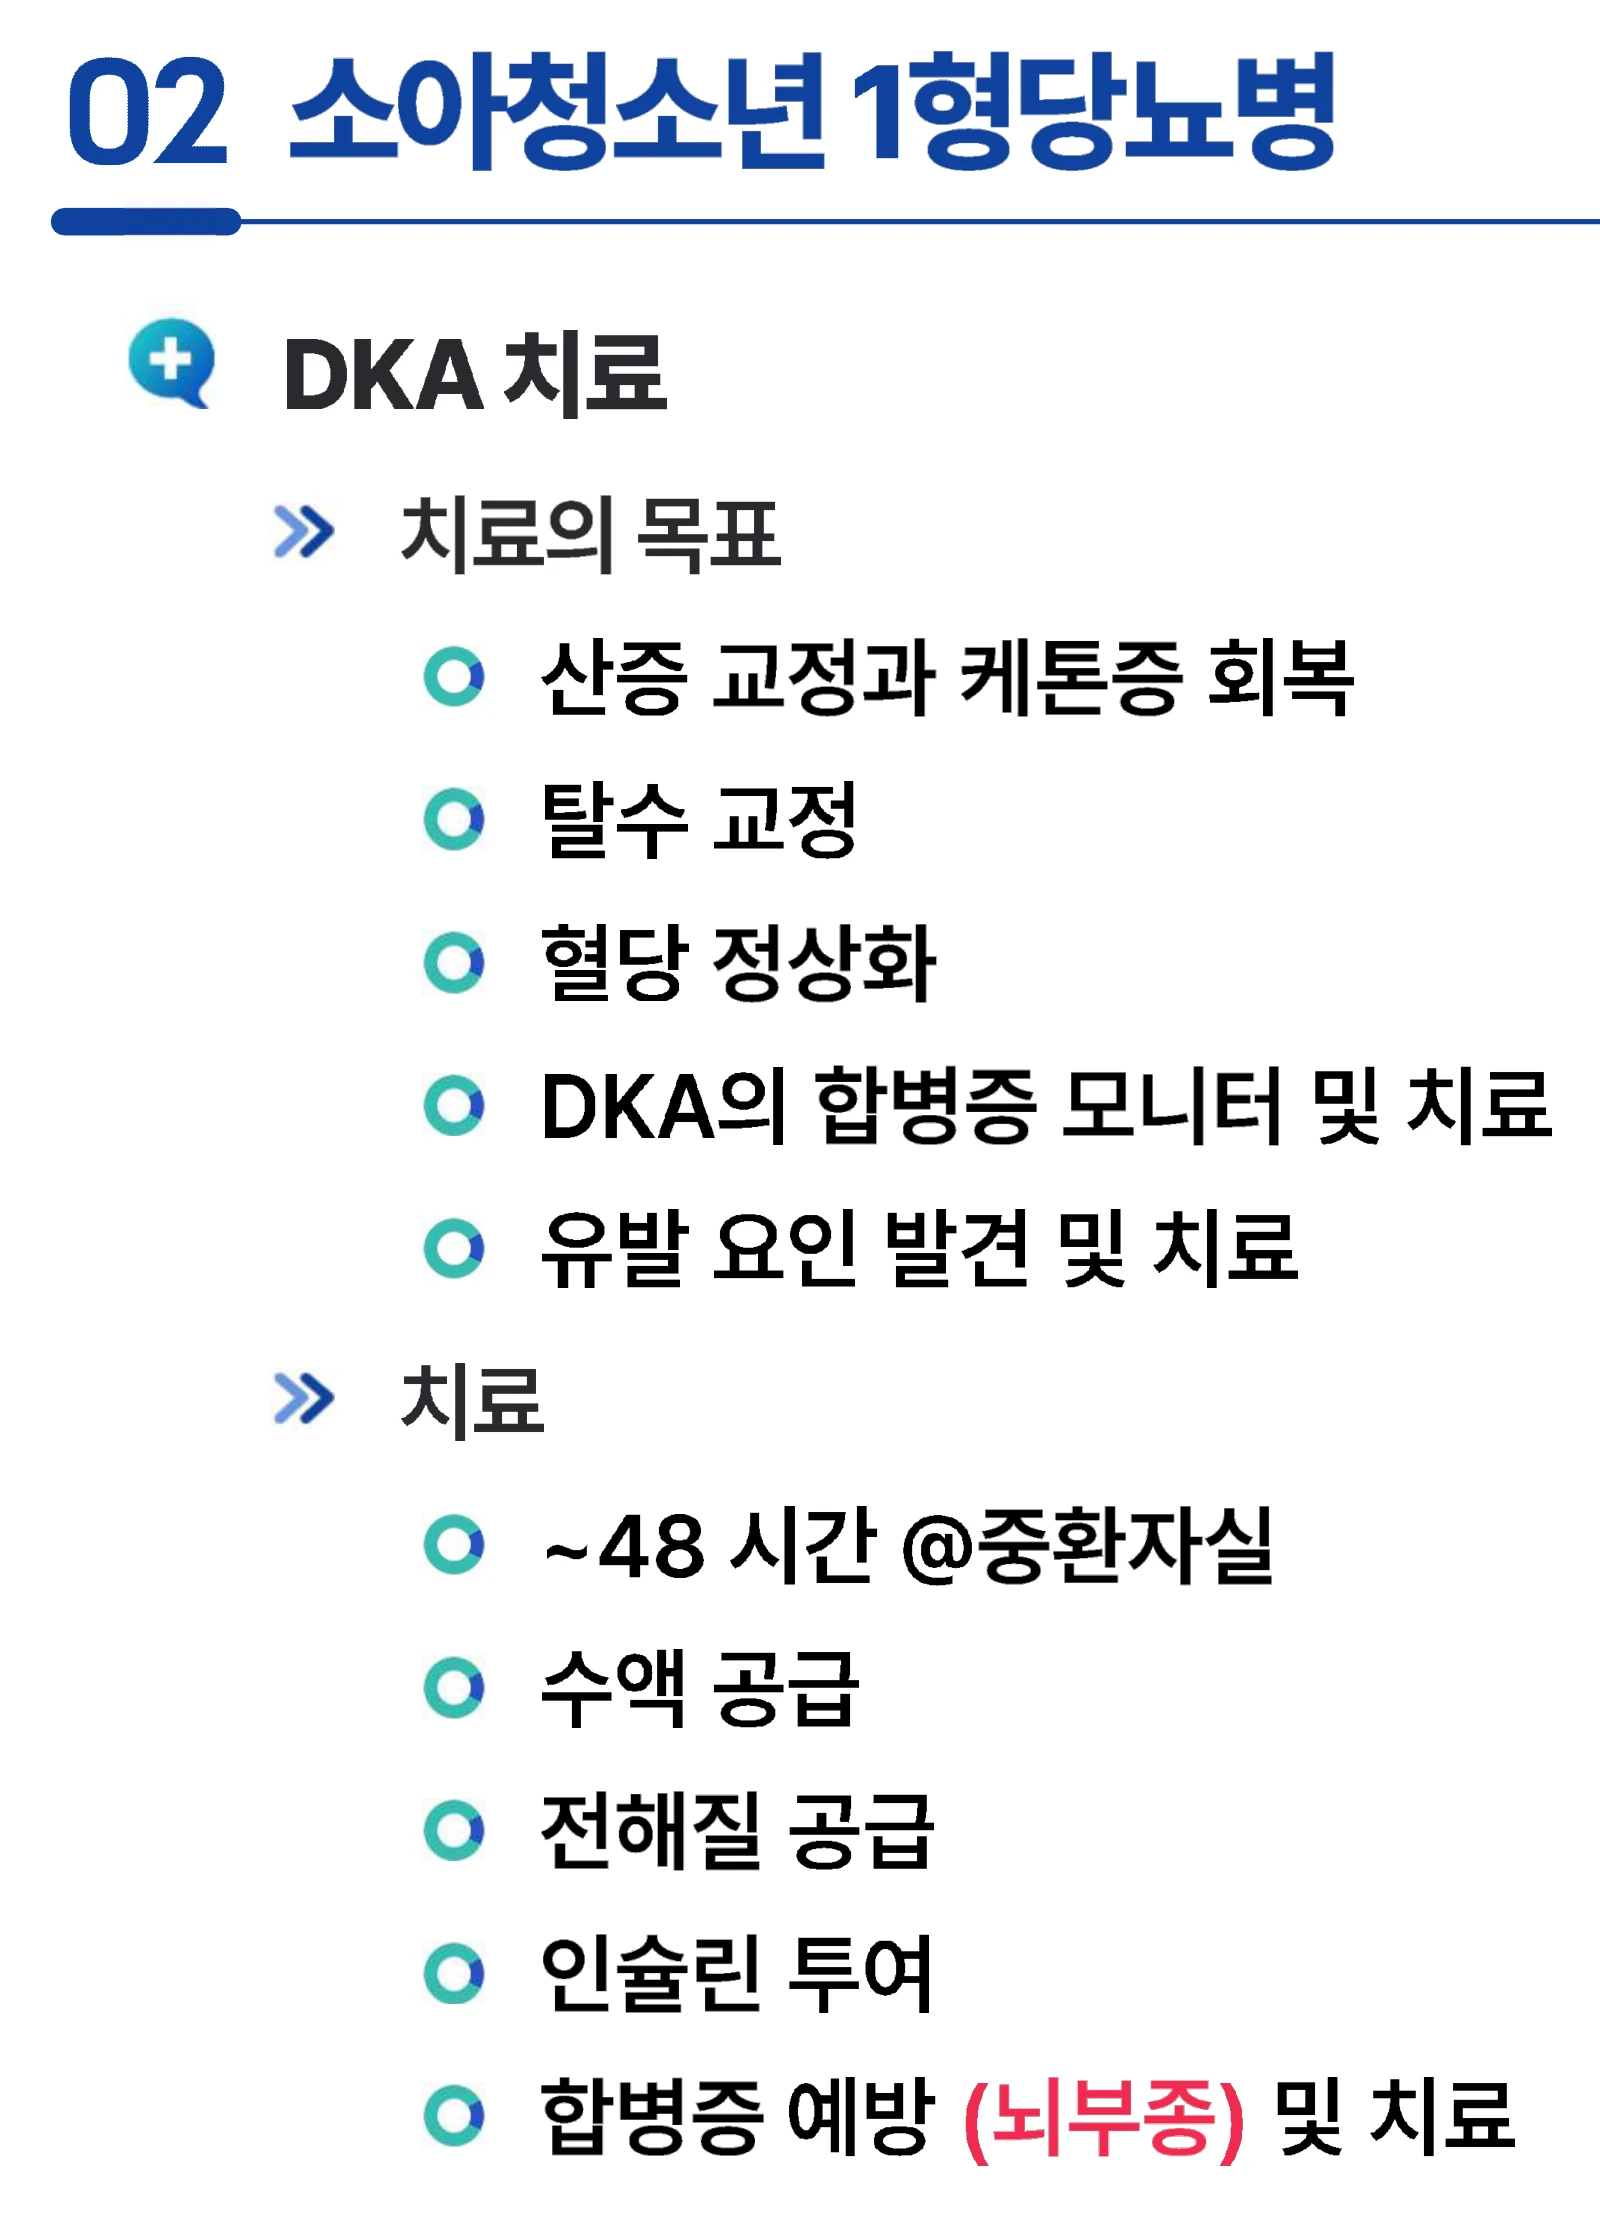 02 소아청소년 1형당뇨병
DKA 치료
치료의 목표
산증 교정과 케톤증 회복
탈수 교정
혈당 정상화
DKA의 합병증 모니터 및 치료
유발 요인 발견 및 치료
치료
~48 시간 @중환자실
수액 공급
전해질 공급
인슐린 투여
합병증 예방 (뇌부종) 및 치료